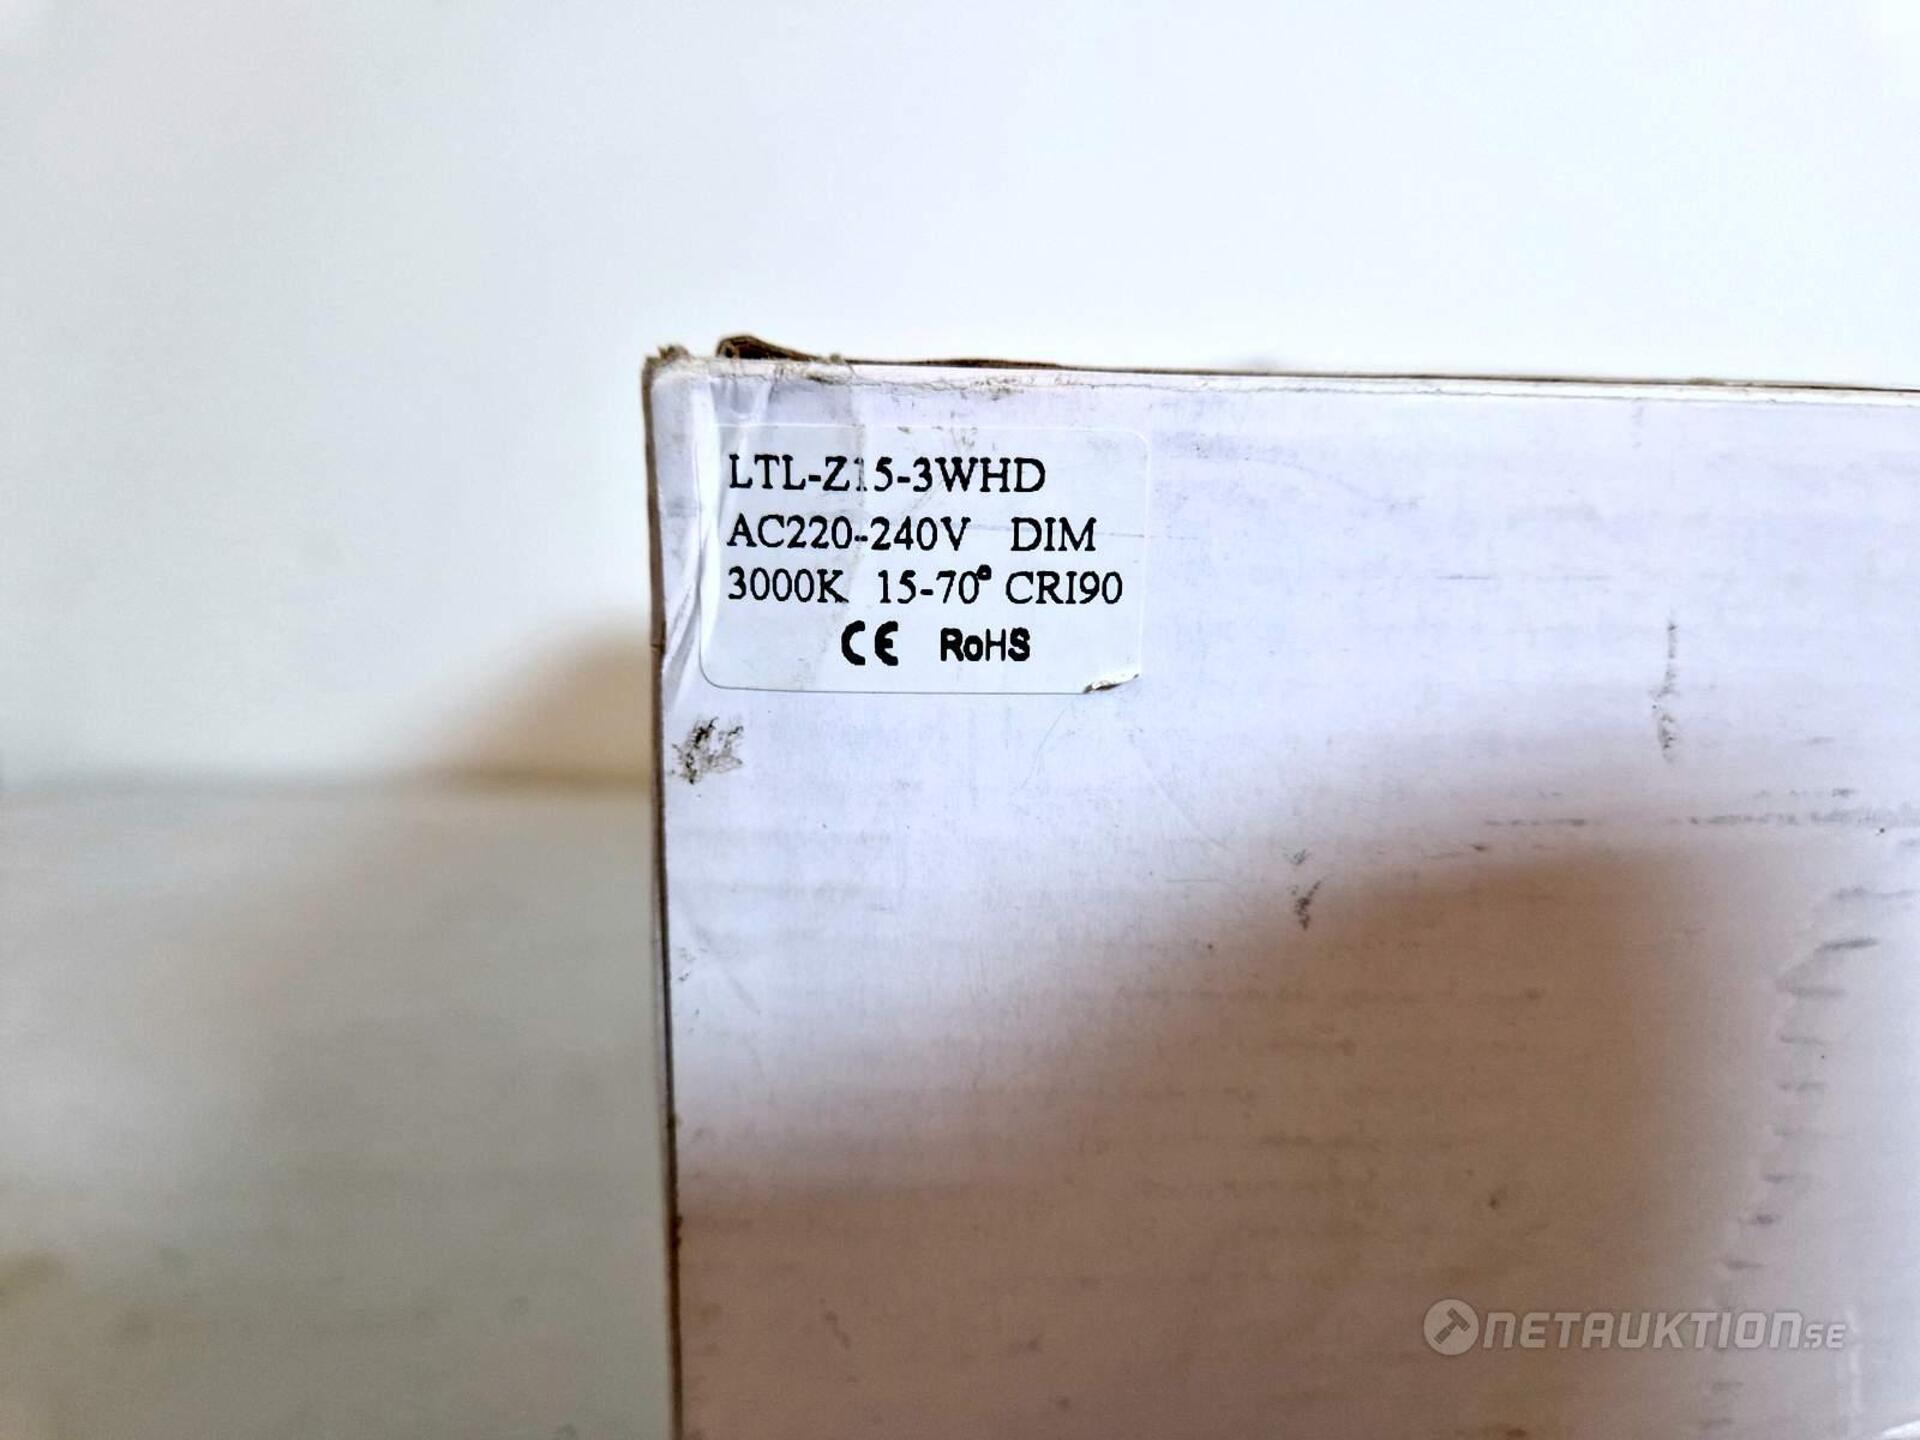 LTL-Z15-3WHD
AC220-240V DIM
3000K 15-70° CRI90
CE RoHS
NETAUKTION.SE